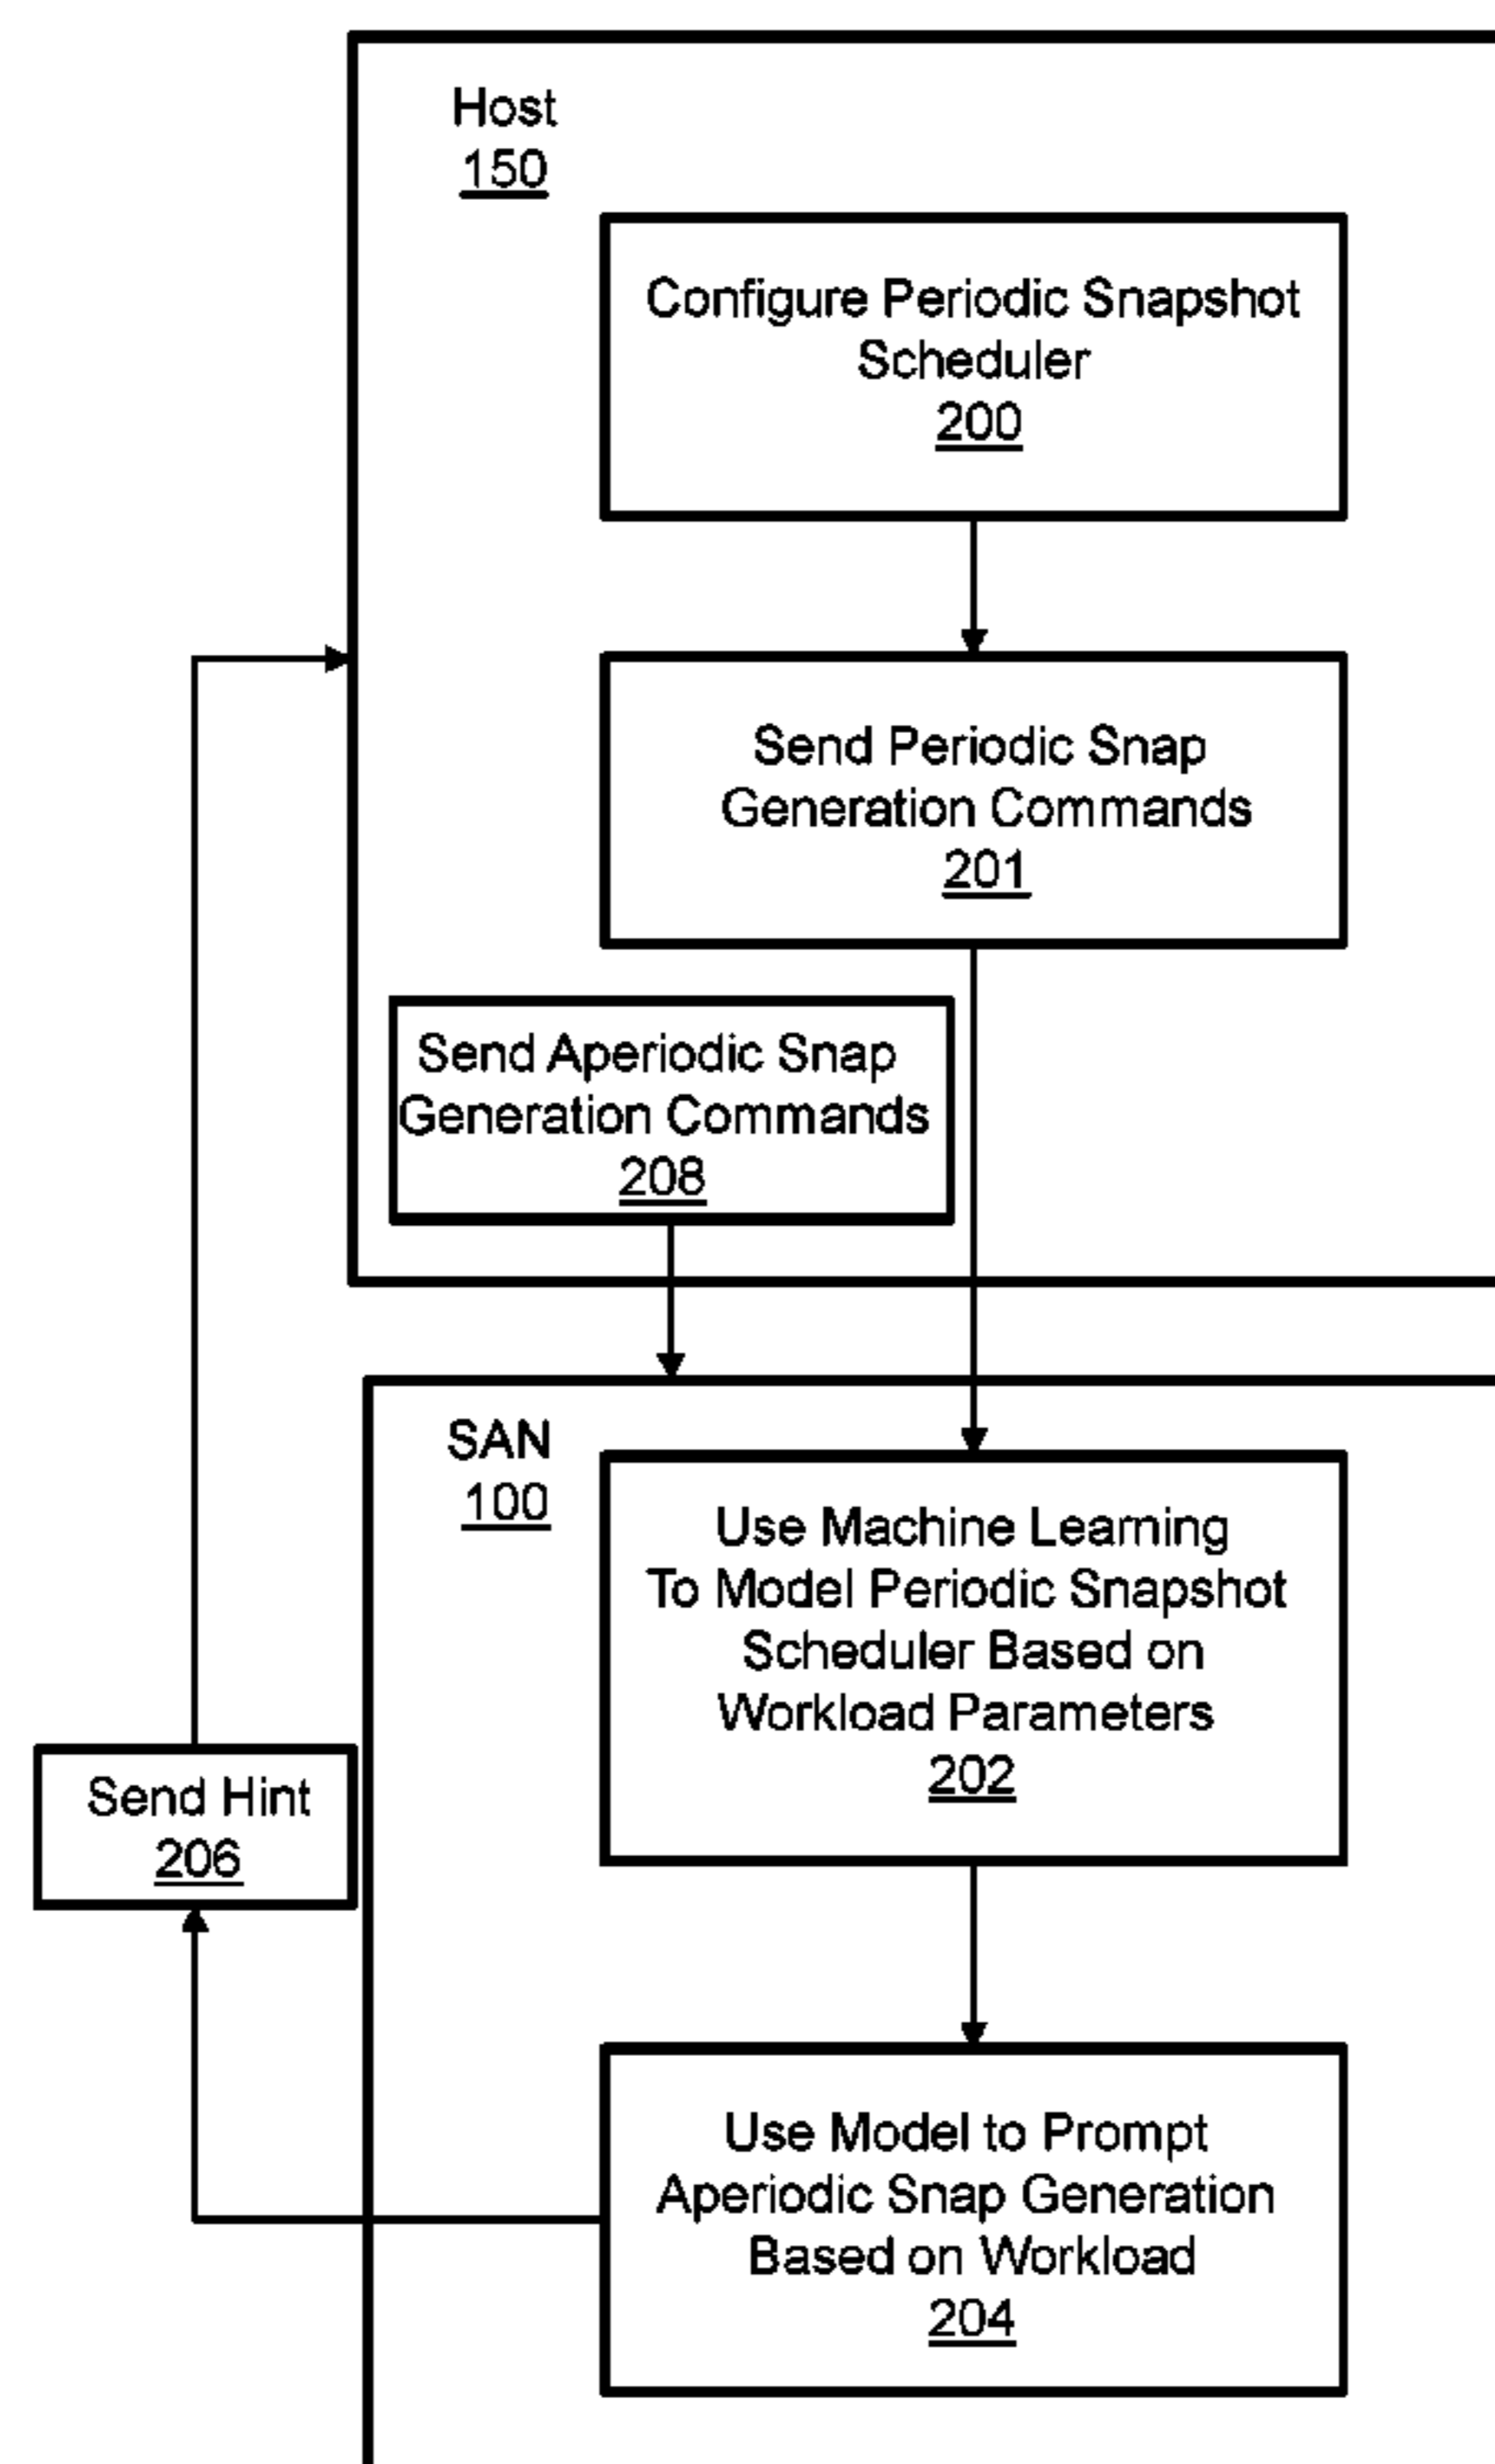 Host
150
Configure Periodic Snapshot
Scheduler
200
Send Periodic Snap
Generation Commands
201
Send Aperiodic Snap
Generation Commands
208
SAN
100
Use Machine Learning
To Model Periodic Snapshot
Scheduler Based on
Workload Parameters
202
Send Hint
206
Use Model to Prompt
Aperiodic Snap Generation
Based on Workload
204